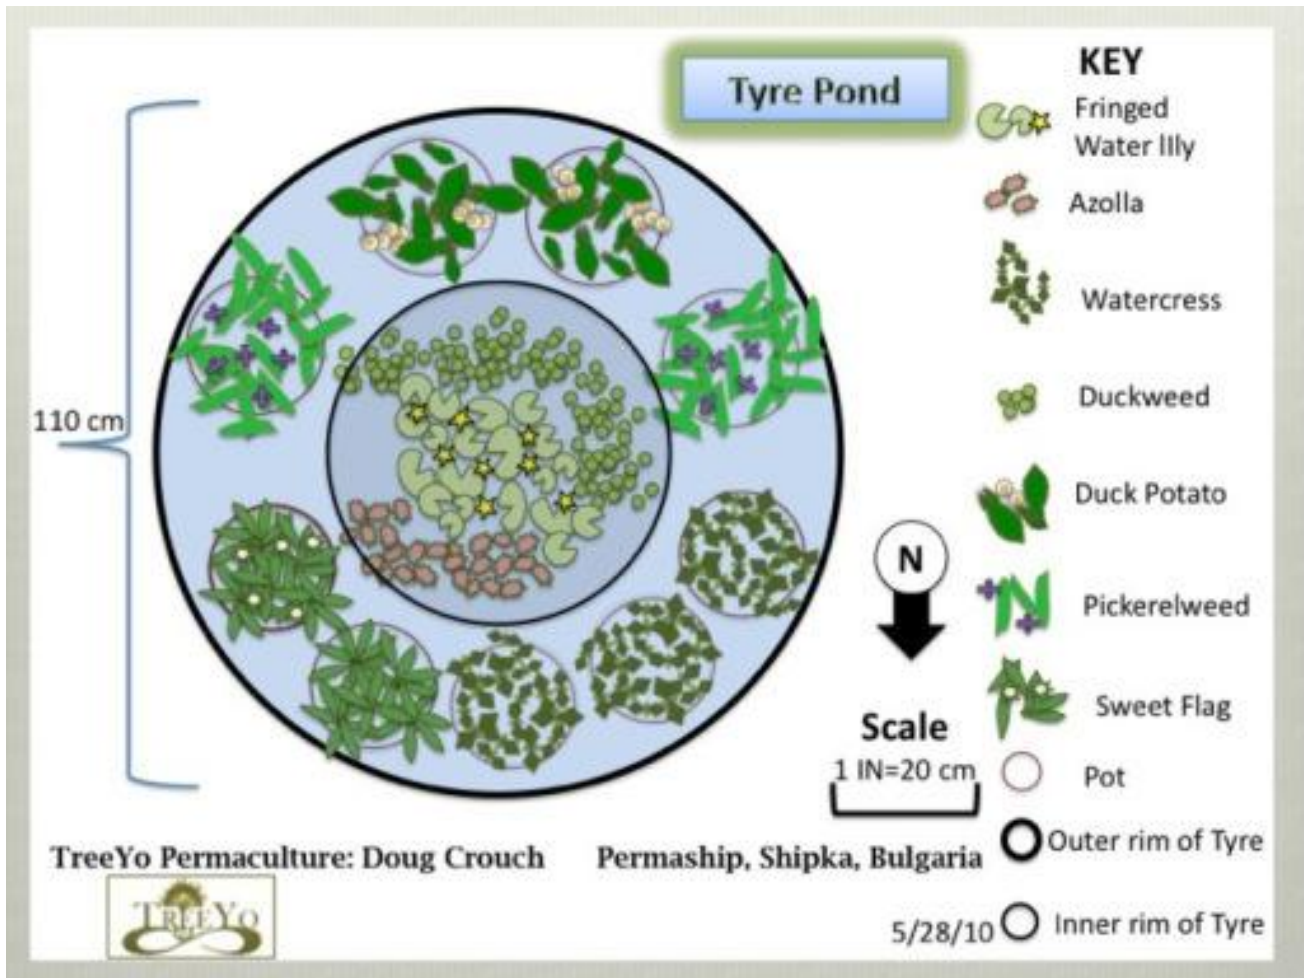 Tyre Pond
KEY
Fringed
Water lIly
Azolla
Watercress
Duckweed
110 cm
Duck Potato
N
Pickerelweed
Sweet Flag
Scale
1 IN=20 cm
Pot
Outer rim of Tyre
TreeYo Permaculture: Doug Crouch
Permaship, Shipka, Bulgaria
TREEYO
5/28/10
Inner rim of Tyre